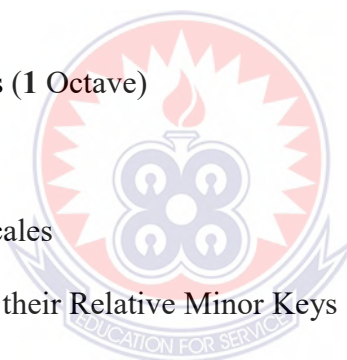 s (1 Octave)
cales
their Relative Minor Keys
EDUCATION FOR SERVICE